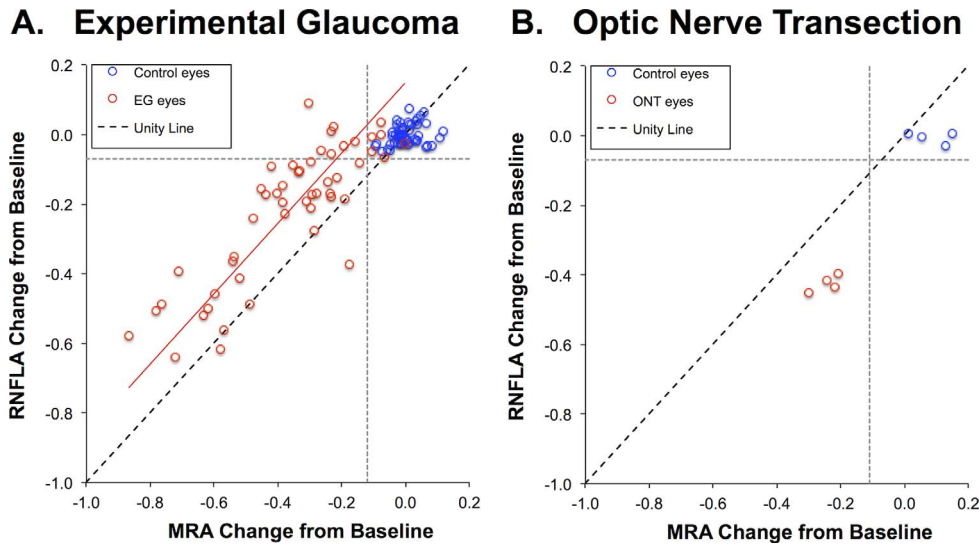 A. Experimental Glaucoma
0.2
0.0
-0.2
-0.4
-0.6
-0.8
-1.0
RNFLA Change from Baseline
Control eyes
EG eyes
Unity Line
-1.0 -0.8 -0.6 -0.4 -0.2 0.0 0.2
MRA Change from Baseline
B. Optic Nerve Transection
0.2
0.0
-0.2
-0.4
-0.6
-0.8
-1.0
RNFLA Change from Baseline
Control eyes
ONT eyes
Unity Line
-1.0 -0.8 -0.6 -0.4 -0.2 0.0 0.2
MRA Change from Baseline